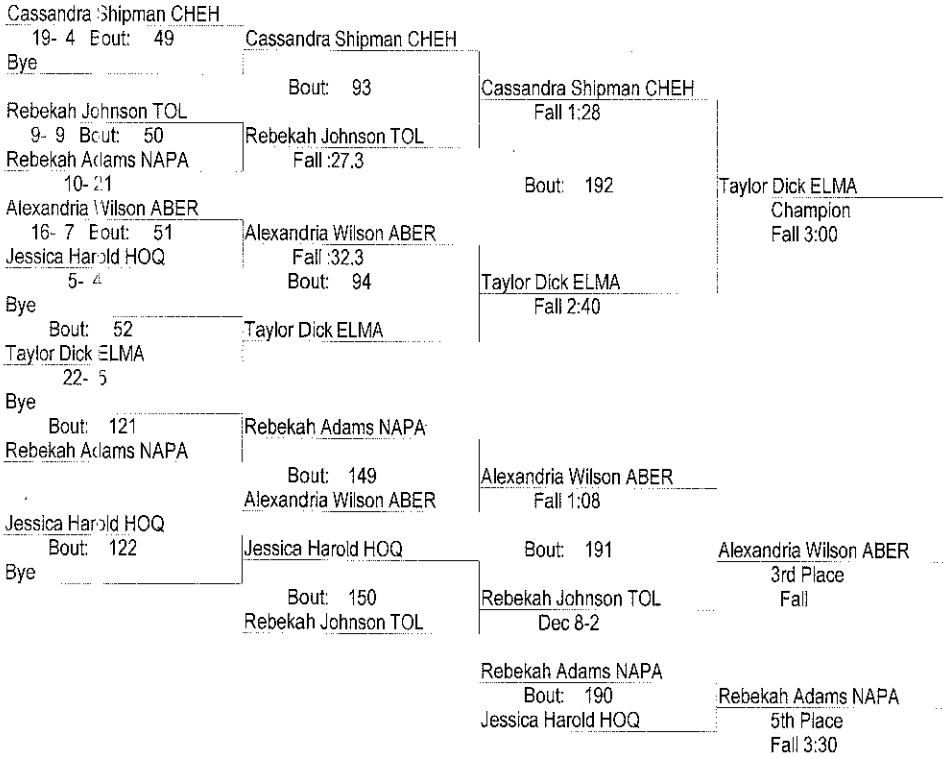 Cassandra Shipman CHEH
19- 4 Bout: 49
Bye
Rebekah Johnson TOL
9- 9 Bout: 50
Rebekah Adams NAPA
10- 21
Alexandria Wilson ABER
16- 7 Bout: 51
Jessica Harold HOQ
5- 4
Bye
Bout: 52
Taylor Dick ELMA
22- 5
Bye
Bout: 121
Rebekah Adams NAPA
Jessica Harold HOQ
Bout: 122
Bye
Cassandra Shipman CHEH
Bout: 93
Rebekah Johnson TOL
Fall :27.3
Alexandria Wilson ABER
Fall :32.3
Bout: 94
Taylor Dick ELMA
Rebekah Adams NAPA
Bout: 149
Alexandria Wilson ABER
Jessica Harold HOQ
Bout: 150
Rebekah Johnson TOL
Cassandra Shipman CHEH
Fall 1:28
Bout: 192
Taylor Dick ELMA
Fall 2:40
Alexandria Wilson ABER
Fall 1:08
Bout: 191
Rebekah Johnson TOL
Dec 8-2
Rebekah Adams NAPA
Bout: 190
Jessica Harold HOQ
Taylor Dick ELMA
Champion
Fall 3:00
Alexandria Wilson ABER
3rd Place
Fall
Rebekah Adams NAPA
5th Place
Fall 3:30